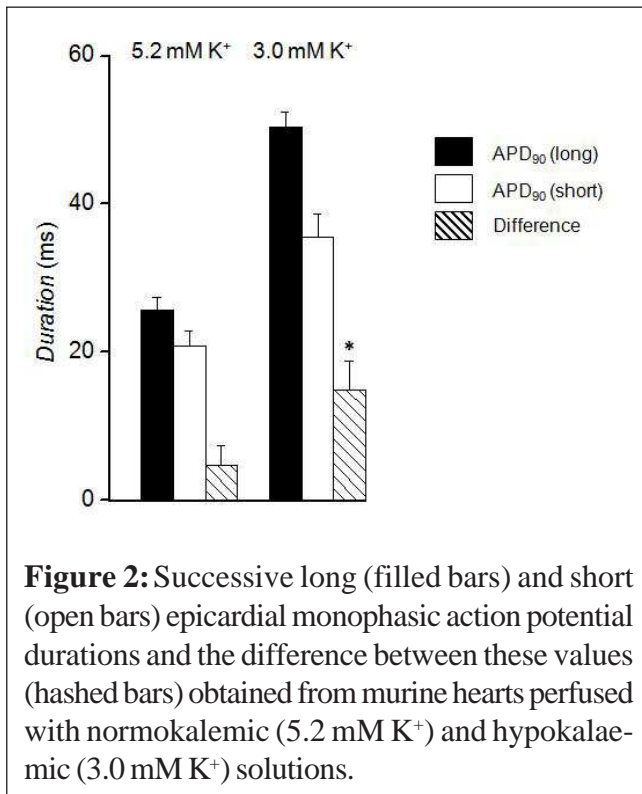 60
5.2 mM K⁺ 3.0 mM K⁺
APD₉₀ (long)
40
APD₉₀ (short)
Difference
Duration (ms)
*
20
0
Figure 2: Successive long (filled bars) and short
(open bars) epicardial monophasic action potential
durations and the difference between these values
(hashed bars) obtained from murine hearts perfused
with normokalemic (5.2 mM K⁺) and hypokalae-
mic (3.0 mM K⁺) solutions.